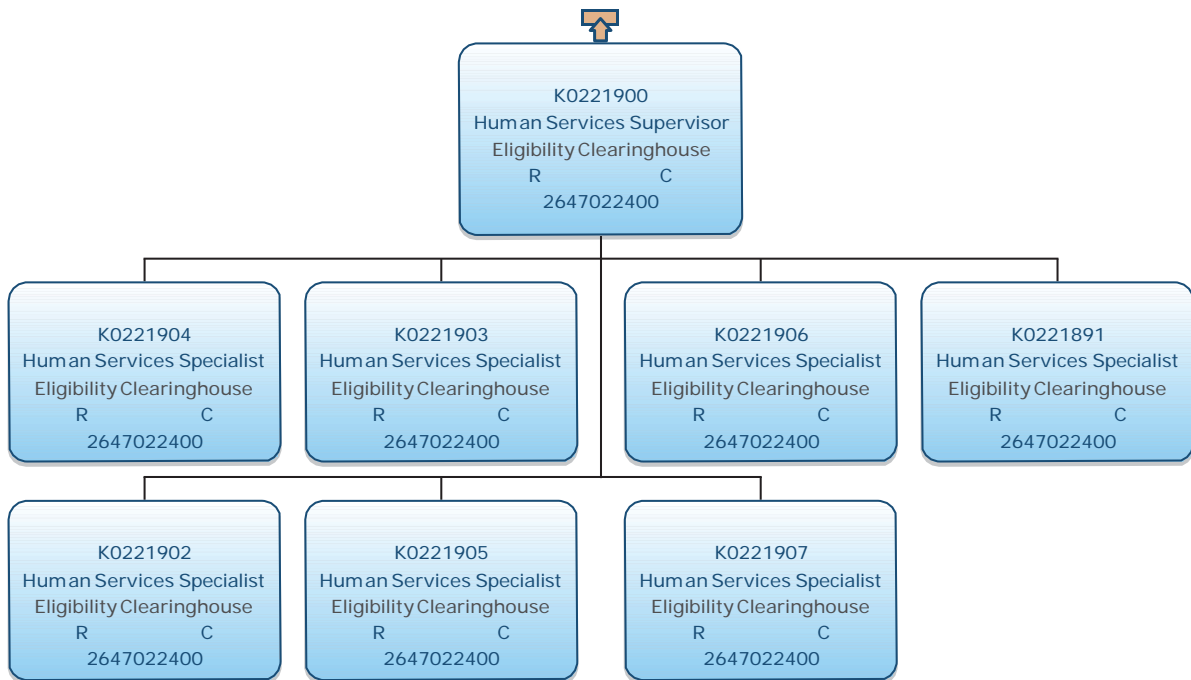 K0221900
Human Services Supervisor
Eligibility Clearinghouse
R C
2647022400
K0221904
Human Services Specialist
Eligibility Clearinghouse
R C
2647022400
K0221903
Human Services Specialist
Eligibility Clearinghouse
R C
2647022400
K0221906
Human Services Specialist
Eligibility Clearinghouse
R C
2647022400
K0221891
Human Services Specialist
Eligibility Clearinghouse
R C
2647022400
K0221902
Human Services Specialist
Eligibility Clearinghouse
R C
2647022400
K0221905
Human Services Specialist
Eligibility Clearinghouse
R C
2647022400
K0221907
Human Services Specialist
Eligibility Clearinghouse
R C
2647022400